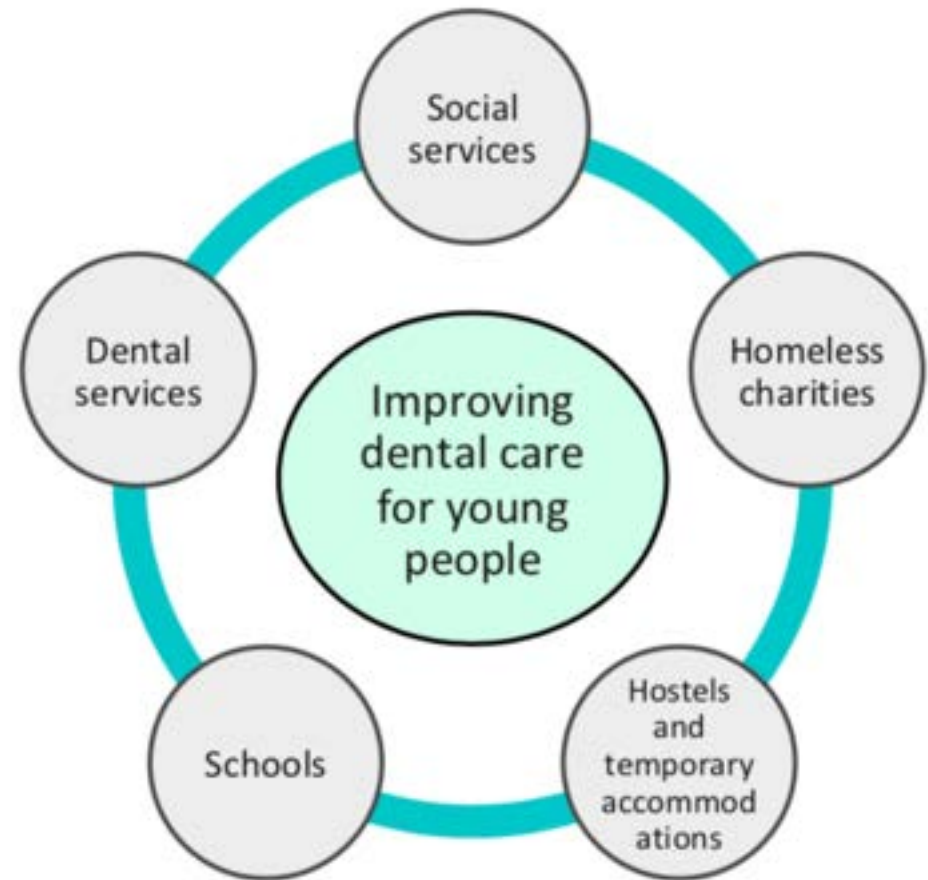 Social
services
Dental
services
Homeless
charities
Improving
dental care
for young
people
Schools
Hostels
and
temporary
accommod
ations